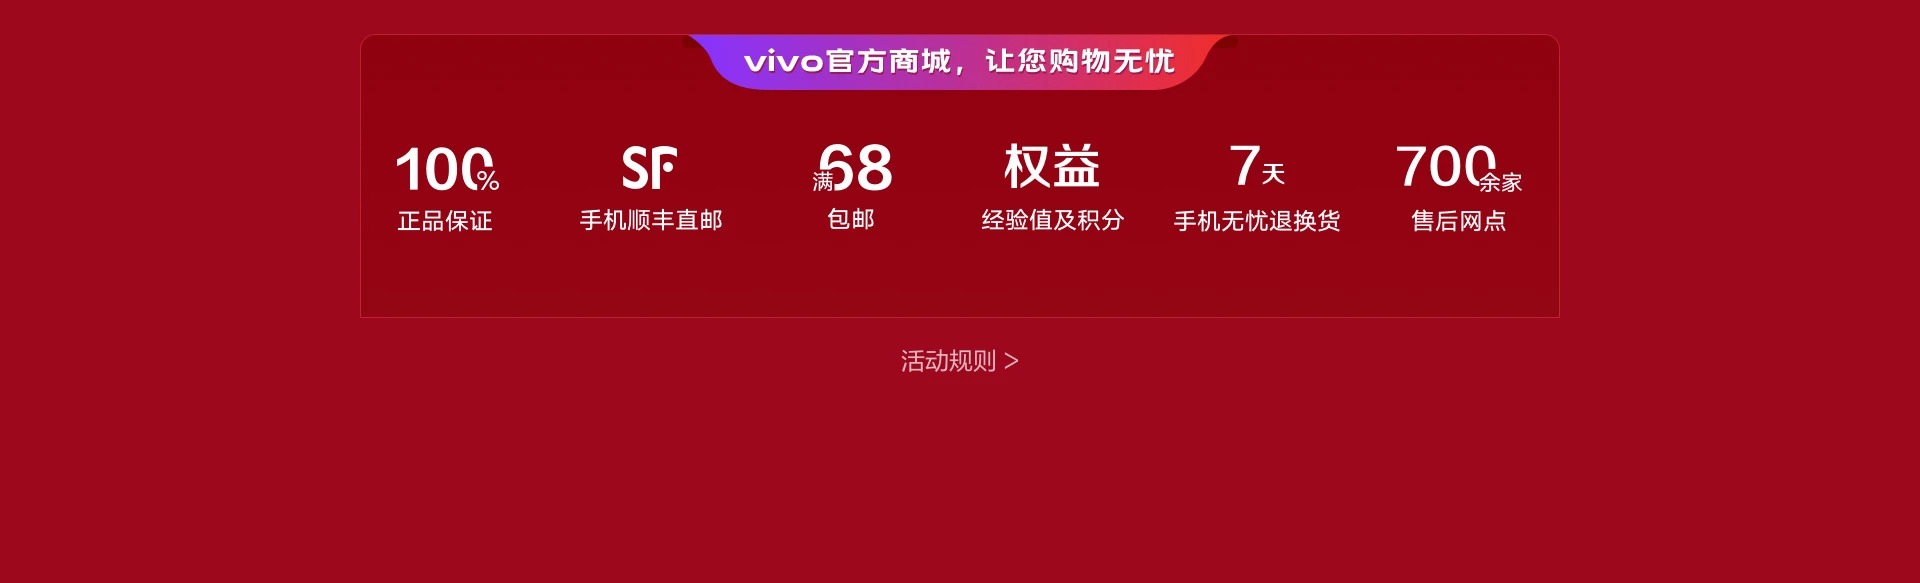 vivo官方商城，让您购物无忧
100%
正品保证
SF
手机顺丰直邮
满68
包邮
权益
经验值及积分
7天
手机无忧退换货
700余家
售后网点
活动规则 >